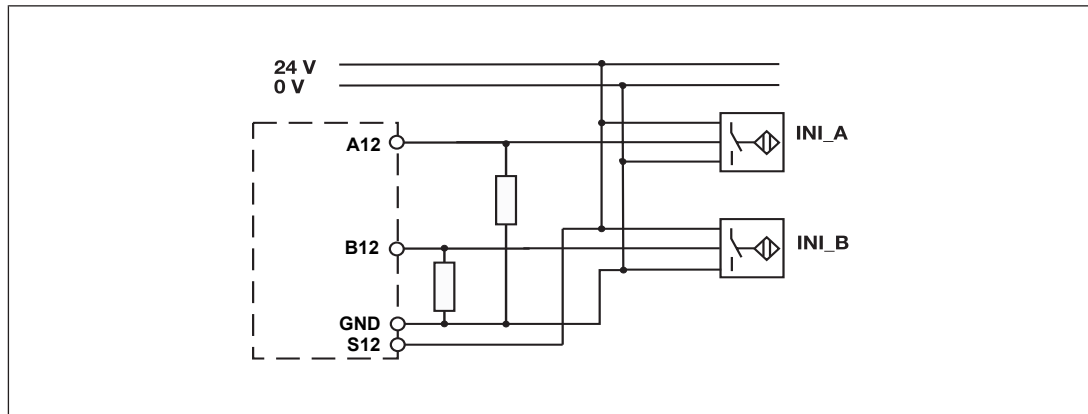 24 V
0 V
A12
INI_A
B12
INI_B
GND
S12